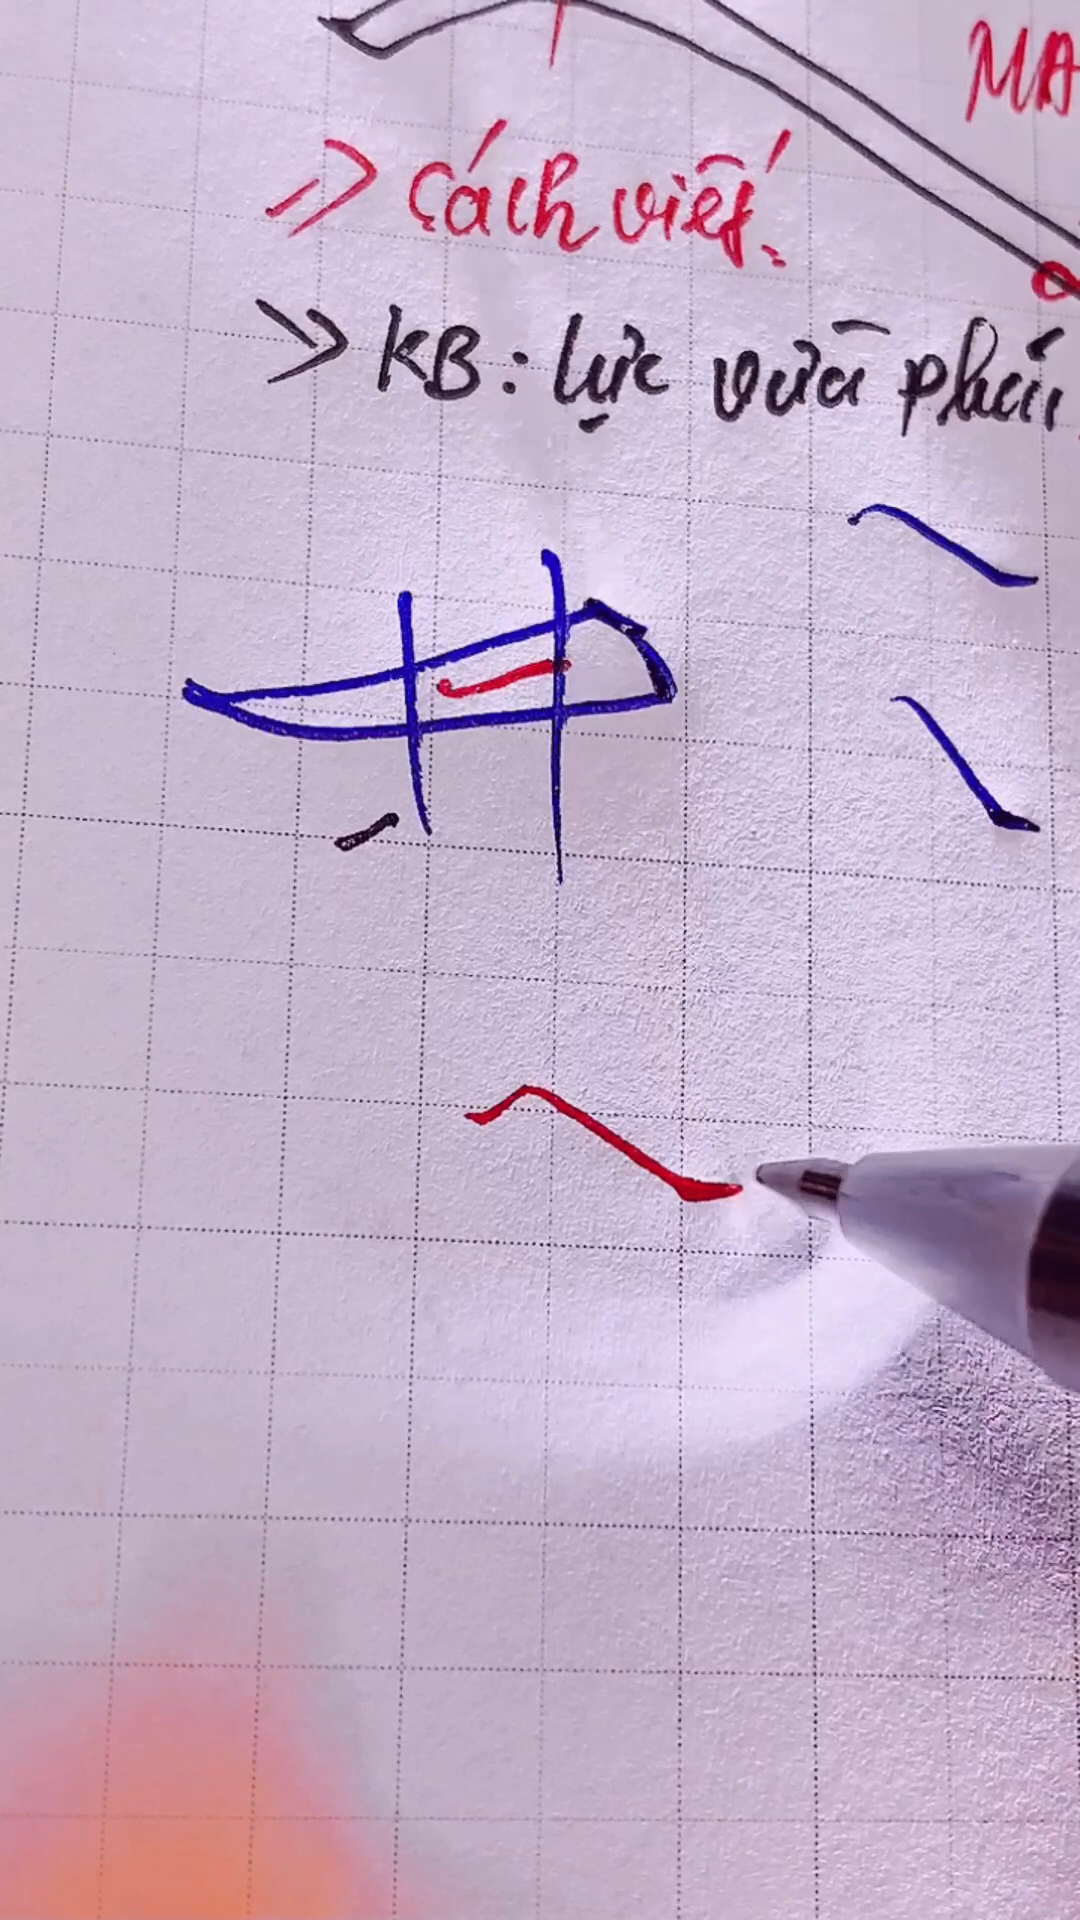 MA
=> Cách viết:
>> KB: lực vừa phải